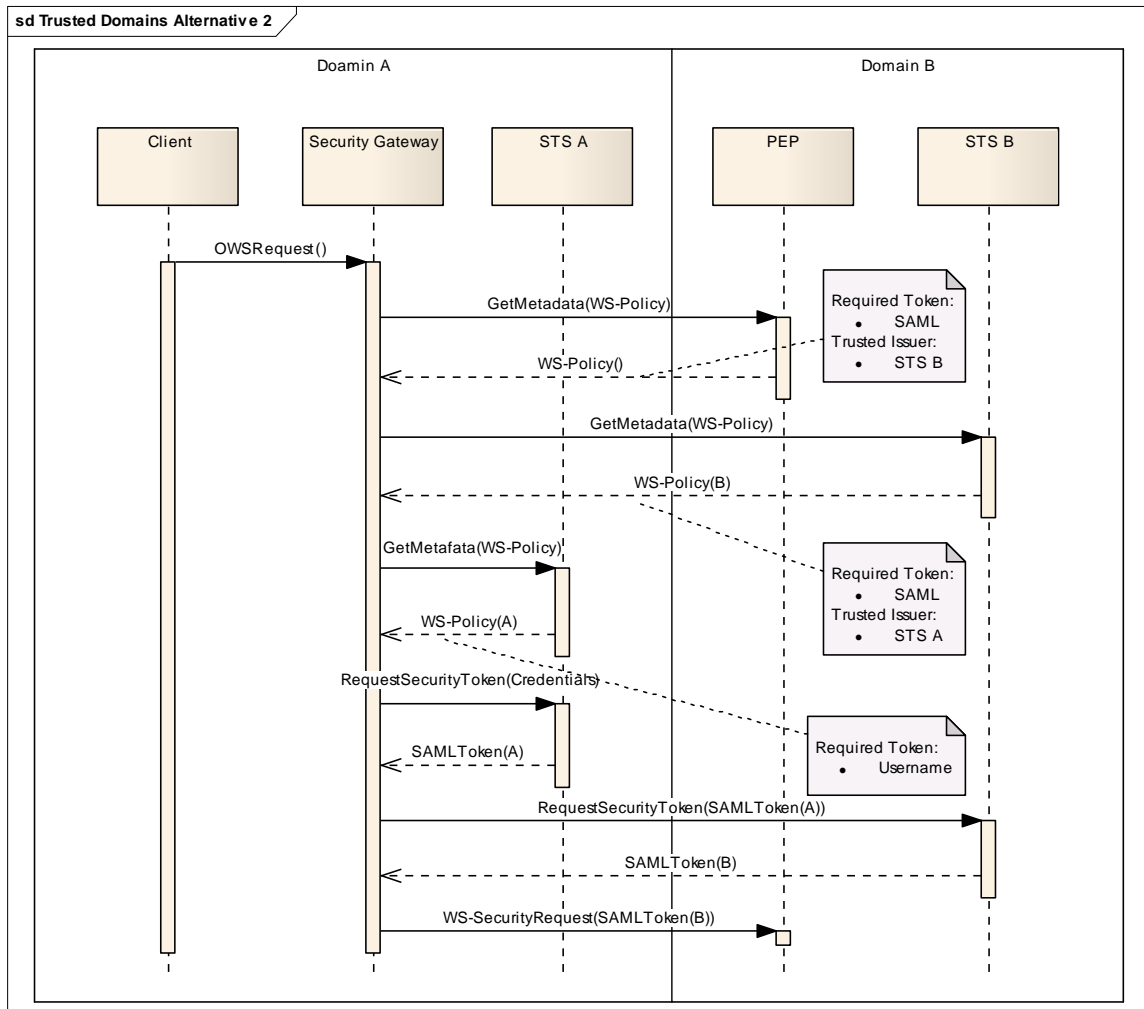 sd Trusted Domains Alternative 2
Doamin A
Domain B
Client
Security Gateway
STS A
PEP
STS B
OWSRequest()
GetMetadata(WS-Policy)
Required Token:
• SAML
Trusted Issuer:
• STS B
WS-Policy()
GetMetadata(WS-Policy)
WS-Policy(B)
GetMetafata(WS-Policy)
Required Token:
• SAML
Trusted Issuer:
• STS A
WS-Policy(A)
RequestSecurityToken(Credentials)
Required Token:
• Username
SAMLToken(A)
RequestSecurityToken(SAMLToken(A))
SAMLToken(B)
WS-SecurityRequest(SAMLToken(B))